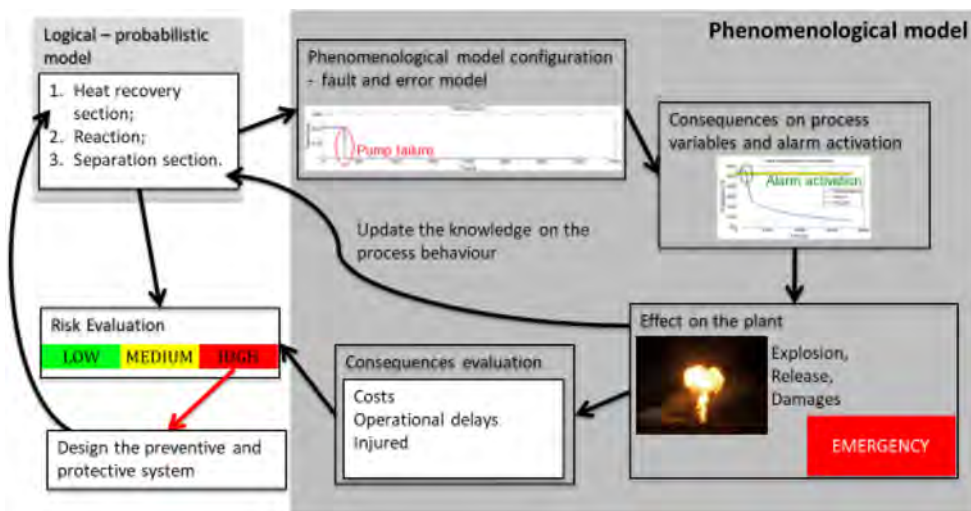 Phenomenological model
Logical – probabilistic
model
1. Heat recovery
section;
2. Reaction;
3. Separation section.
Phenomenological model configuration
- fault and error model
Pump failure
Consequences on process
variables and alarm activation
Alarm activation
Update the knowledge on the
process behaviour
Effect on the plant
Explosion,
Release,
Damages
EMERGENCY
Consequences evaluation
Costs
Operational delays
Injured
Risk Evaluation
LOW MEDIUM HIGH
Design the preventive and
protective system